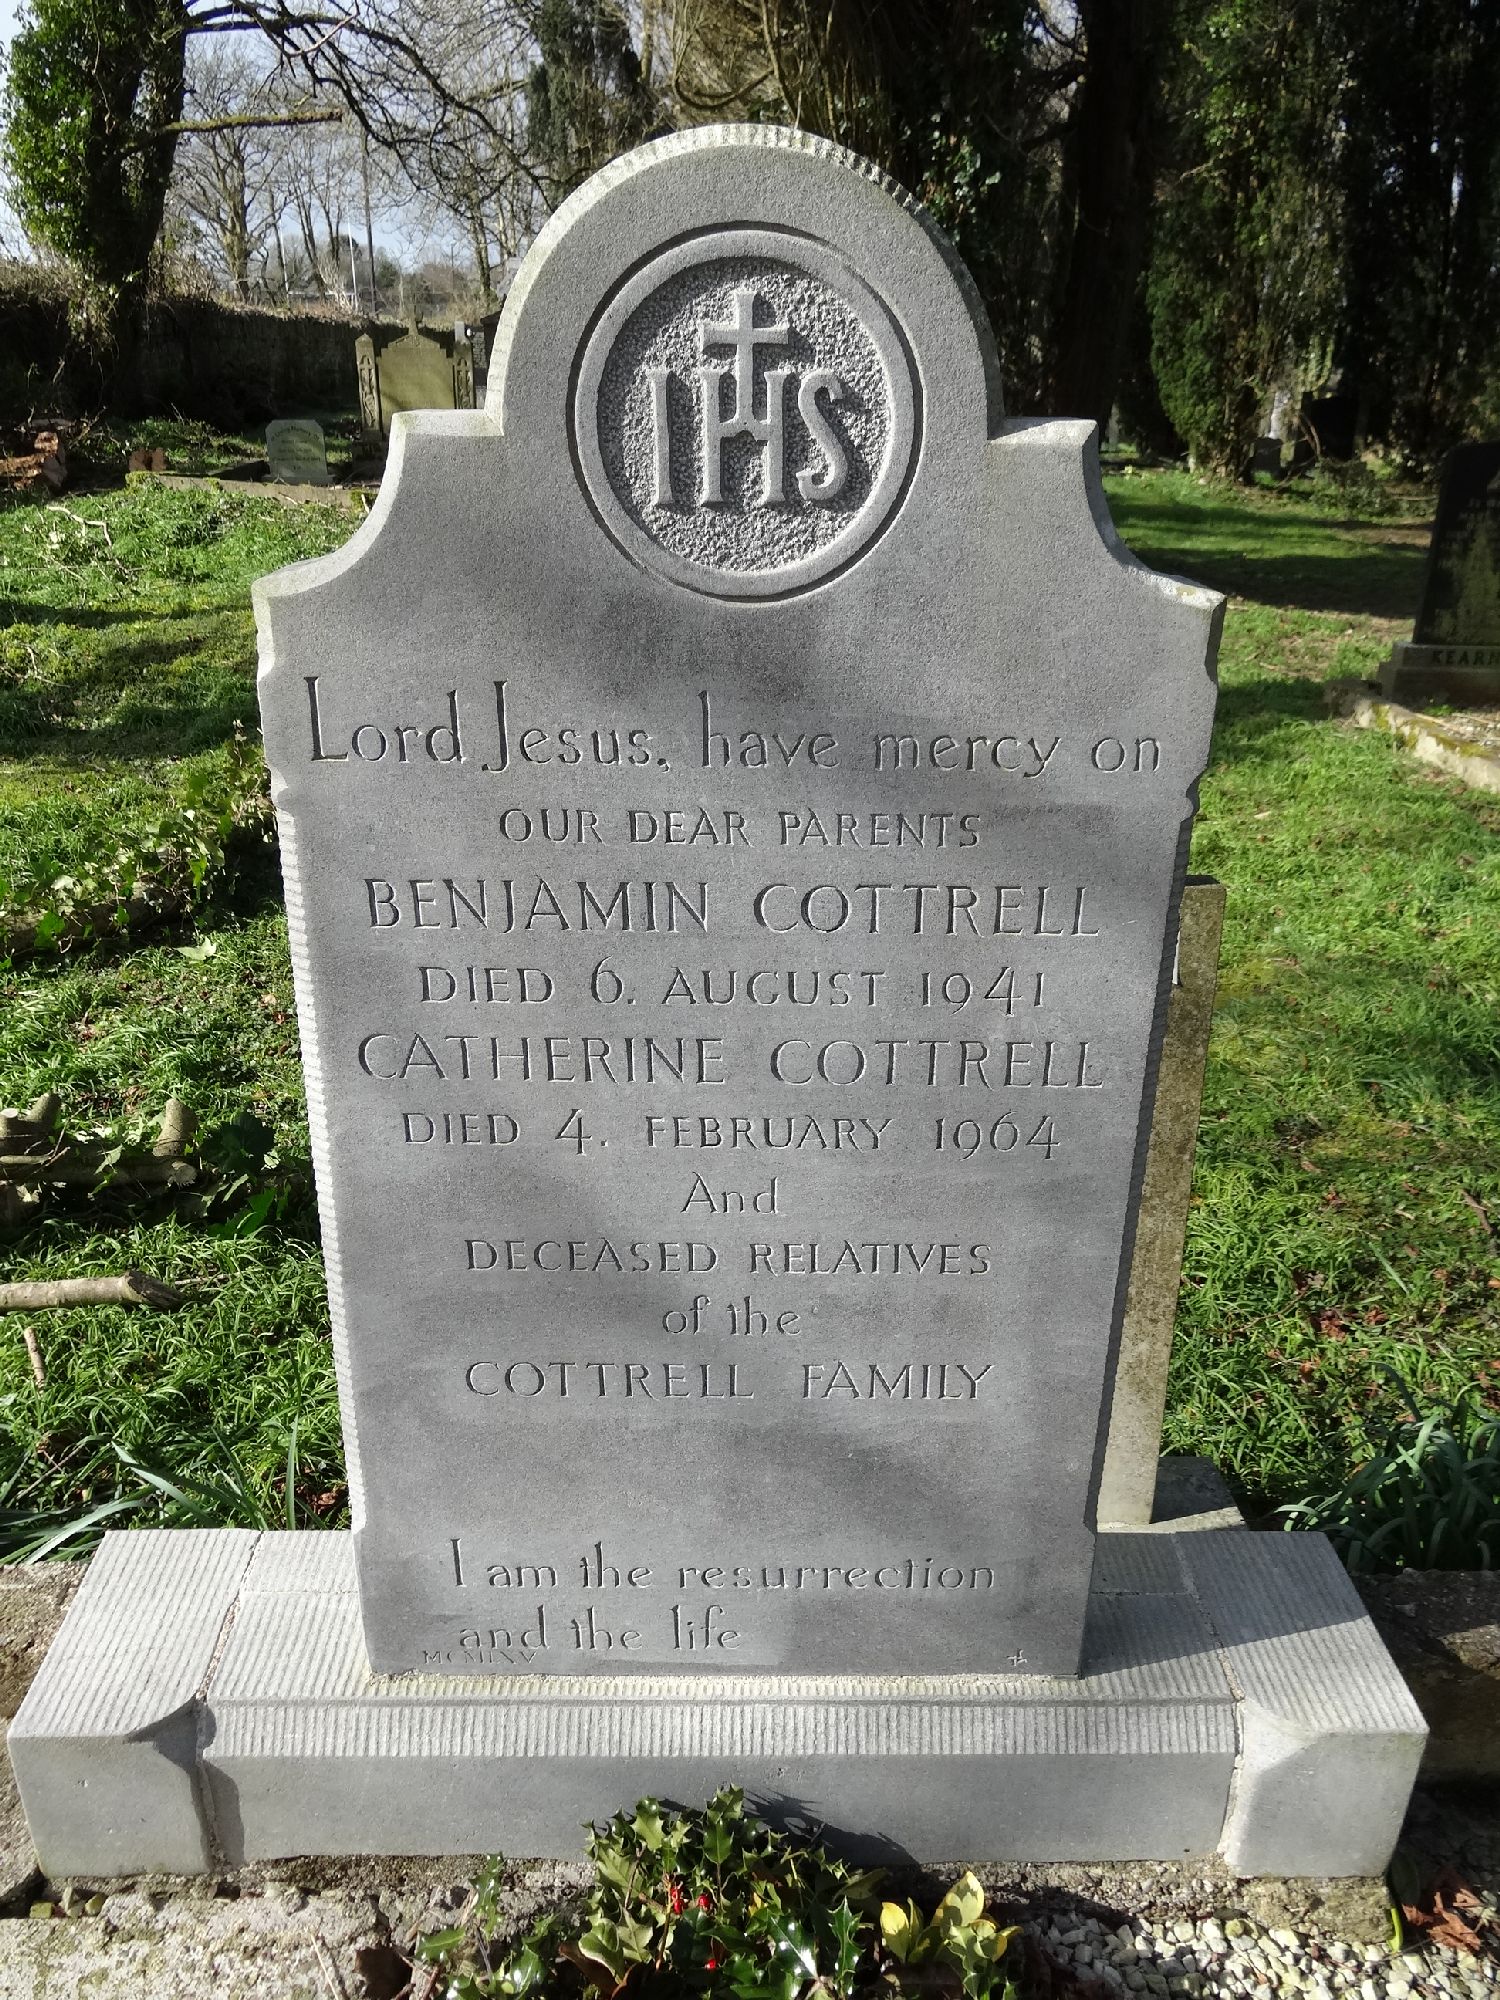 IHS
Lord Jesus, have mercy on
OUR DEAR PARENTS
BENJAMIN COTTRELL
DIED 6. AUGUST 1941
CATHERINE COTTRELL
DIED 4. FEBRUARY 1964
And
DECEASED RELATIVES
of the
COTTRELL FAMILY
I am the resurrection
and the life
MCMLXV